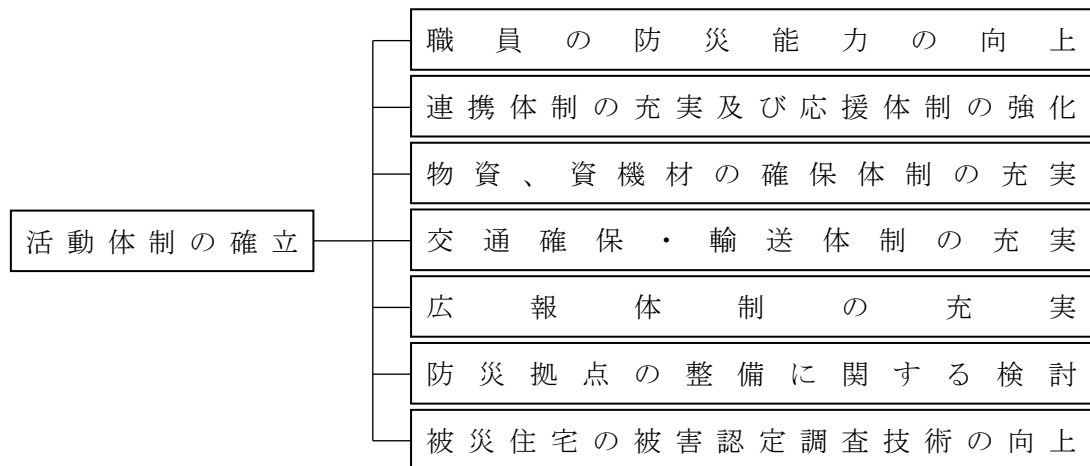 職員の防災能力の向上
連携体制の充実及び応援体制の強化
物資、資機材の確保体制の充実
活動体制の確立
交通確保・輸送体制の充実
広報体制の充実
防災拠点の整備に関する検討
被災住宅の被害認定調査技術の向上